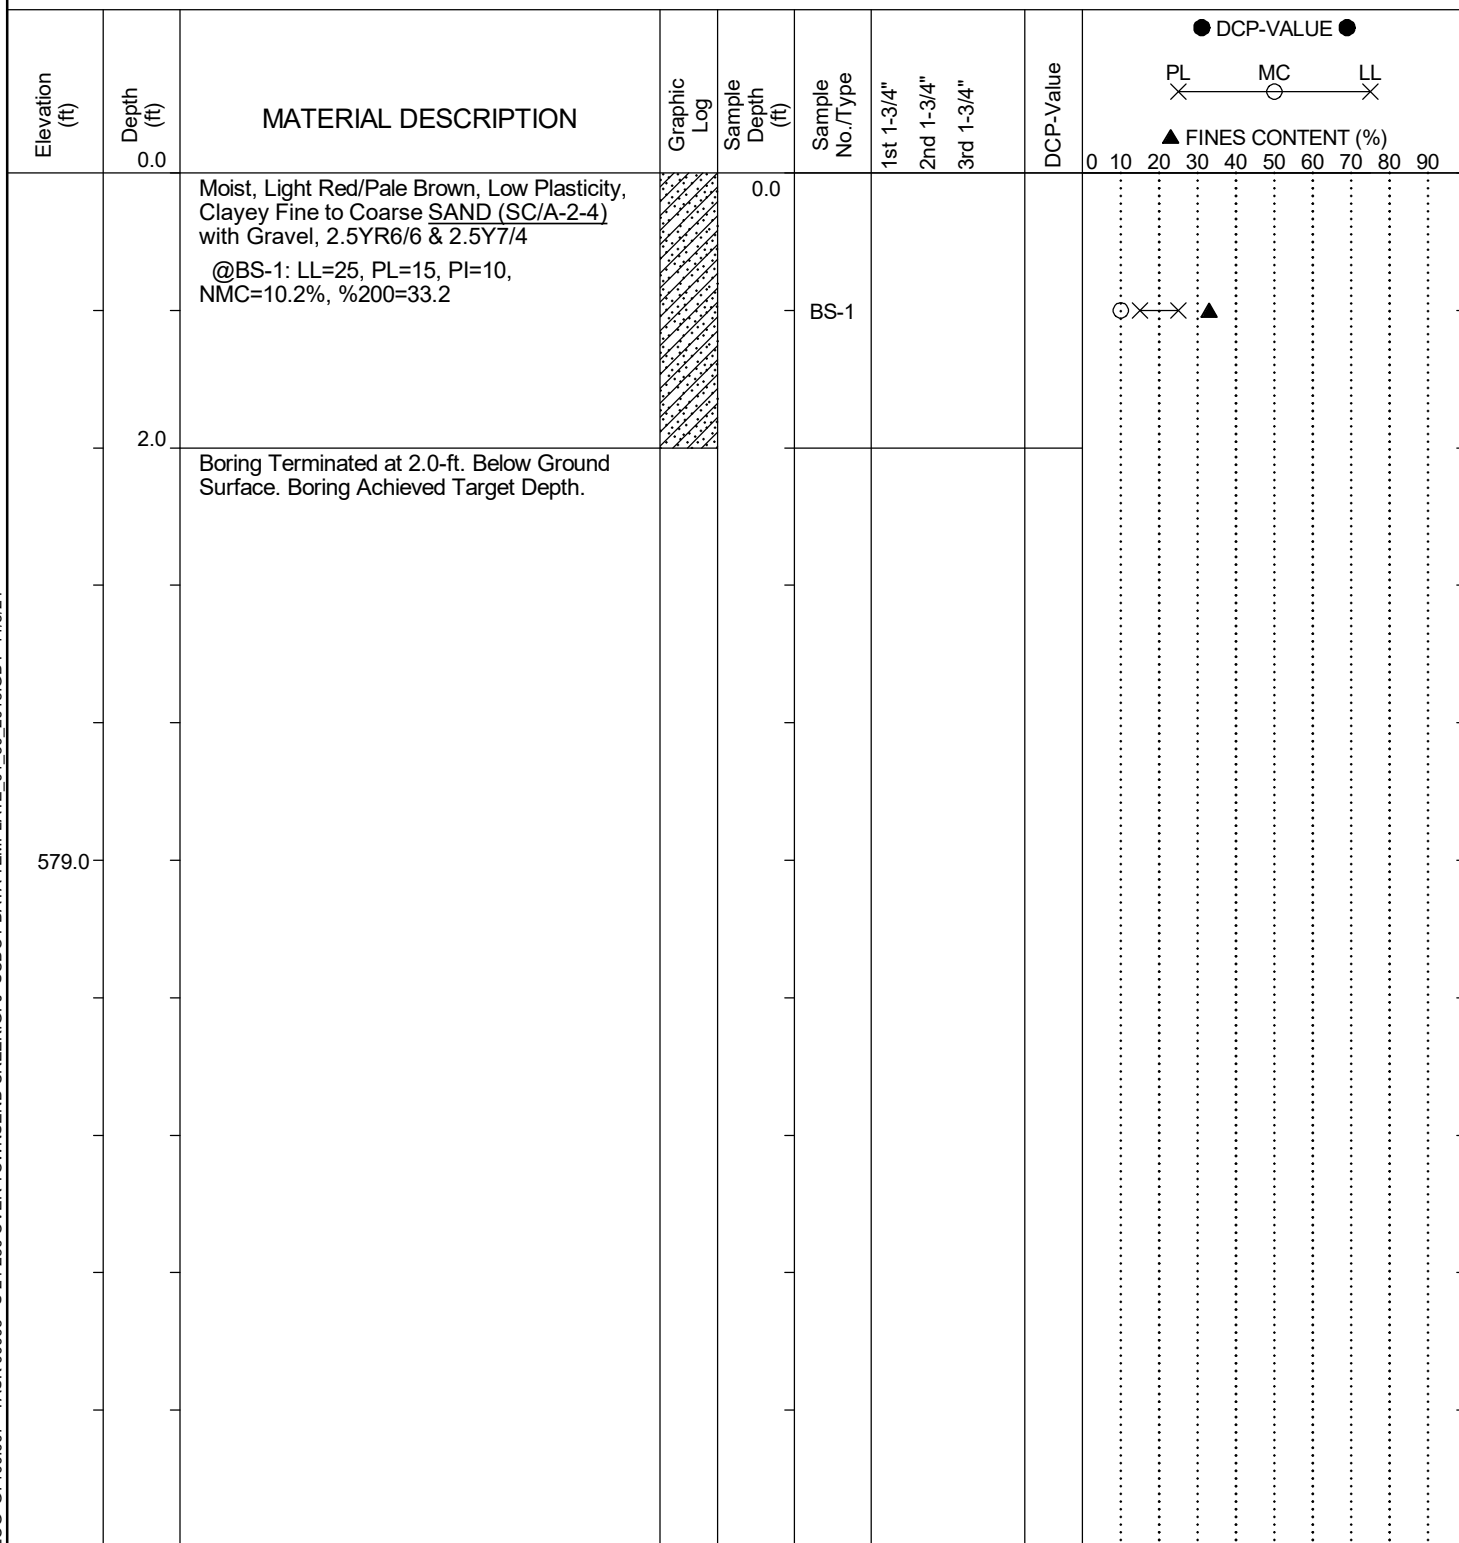 ● DCP-VALUE ●
PL MC LL
▲ FINES CONTENT (%)
0 10 20 30 40 50 60 70 80 90
Elevation (ft)
Depth (ft)
0.0
MATERIAL DESCRIPTION
Graphic Log
Sample Depth (ft)
Sample No./Type
1st 1-3/4"
2nd 1-3/4"
3rd 1-3/4"
DCP-Value
Moist, Light Red/Pale Brown, Low Plasticity,
Clayey Fine to Coarse SAND (SC/A-2-4)
with Gravel, 2.5YR6/6 & 2.5Y7/4
@BS-1: LL=25, PL=15, PI=10,
NMC=10.2%, %200=33.2
0.0
BS-1
2.0
Boring Terminated at 2.0-ft. Below Ground
Surface. Boring Achieved Target Depth.
579.0